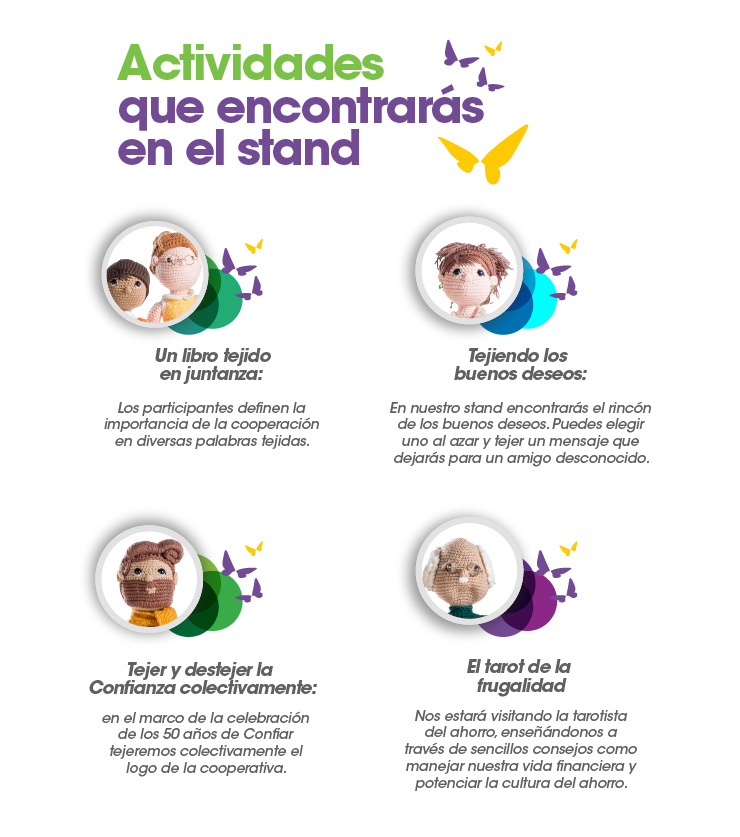 Actividades
que encontrarás
en el stand
Un libro tejido
en juntanza:
Los participantes definen la
importancia de la cooperación
en diversas palabras tejidas.
Tejiendo los
buenos deseos:
En nuestro stand encontrarás el rincón
de los buenos deseos. Puedes elegir
uno al azar y tejer un mensaje que
dejarás para un amigo desconocido.
Tejer y destejer la
Confianza colectivamente:
en el marco de la celebración
de los 50 años de Confiar
tejeremos colectivamente el
logo de la cooperativa.
El tarot de la
frugalidad
Nos estará visitando la tarotista
del ahorro, enseñándonos a
través de sencillos consejos como
manejar nuestra vida financiera y
potenciar la cultura del ahorro.